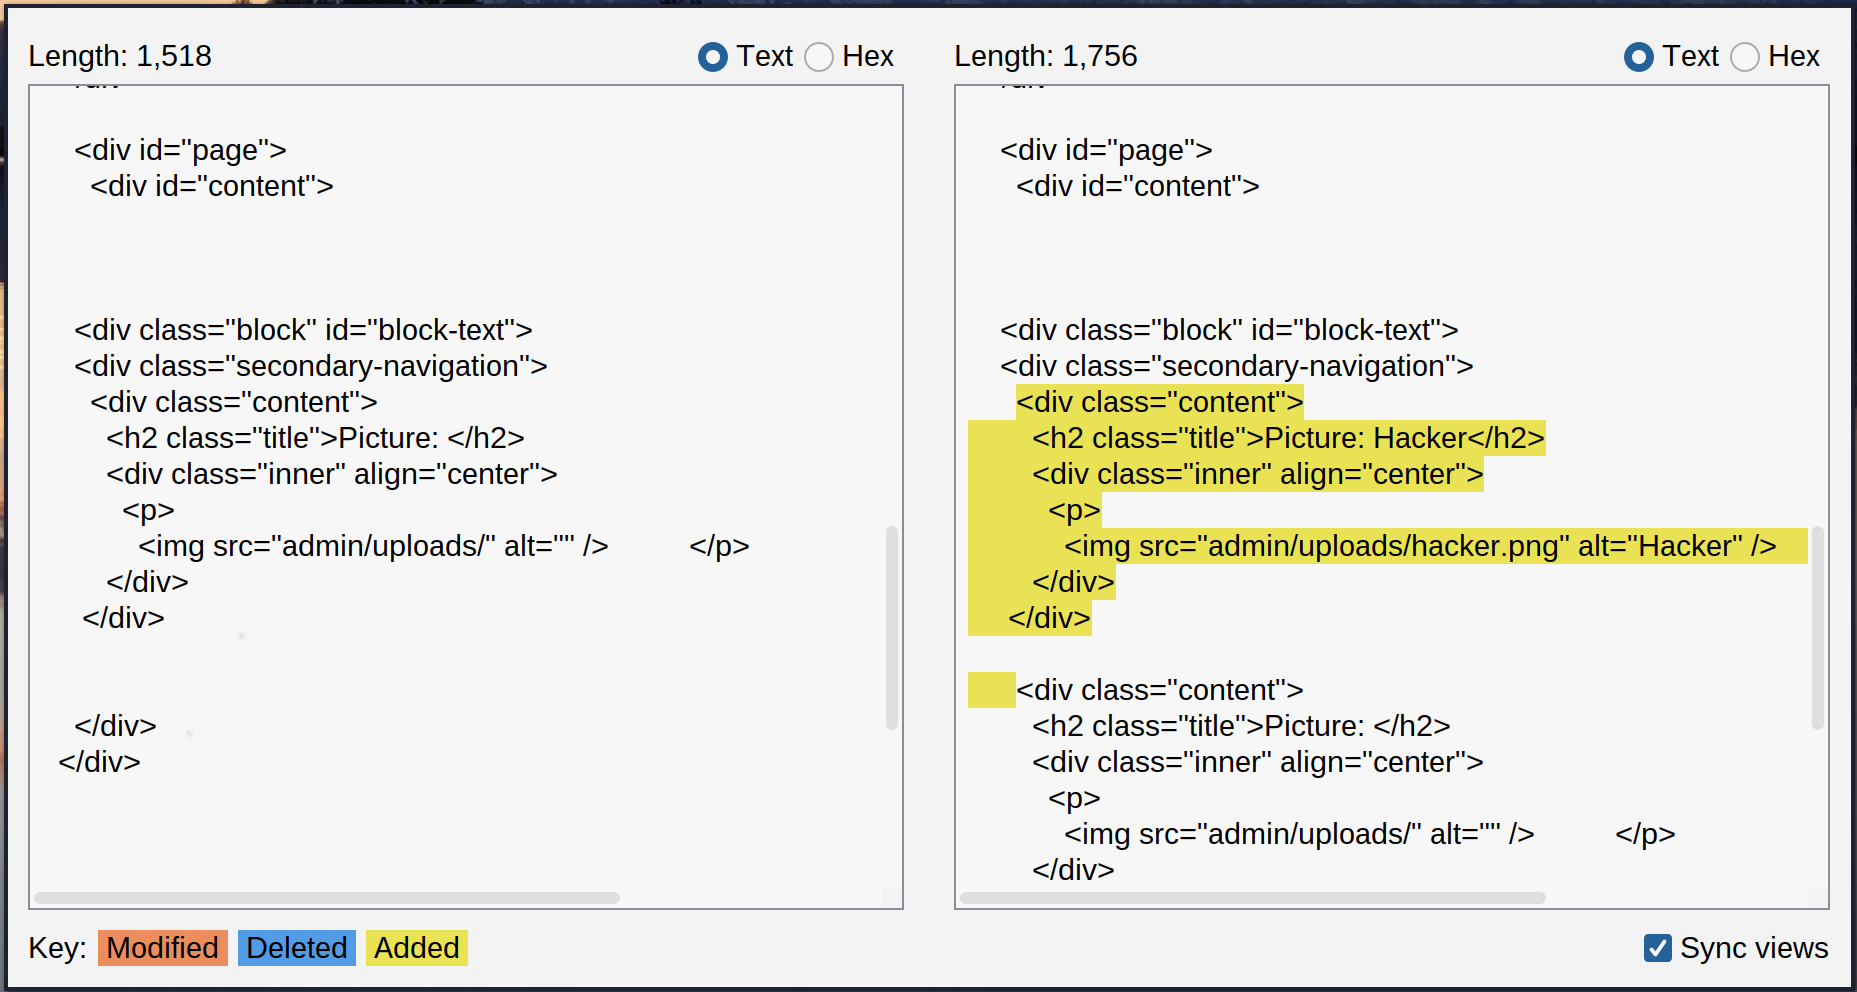 Length: 1,518
Text
Hex
<div id="page">
<div id="content">
<div class="block" id="block-text">
<div class="secondary-navigation">
<div class="content">
<h2 class="title">Picture: </h2>
<div class="inner" align="center">
<p>
<img src="admin/uploads/" alt="" /> </p>
</div>
</div>
</div>
</div>
Length: 1,756
Text
Hex
<div id="page">
<div id="content">
<div class="block" id="block-text">
<div class="secondary-navigation">
<div class="content">
<h2 class="title">Picture: Hacker</h2>
<div class="inner" align="center">
<p>
<img src="admin/uploads/hacker.png" alt="Hacker" />
</div>
</div>
<div class="content">
<h2 class="title">Picture: </h2>
<div class="inner" align="center">
<p>
<img src="admin/uploads/" alt="" /> </p>
</div>
Key: Modified Deleted Added
Sync views